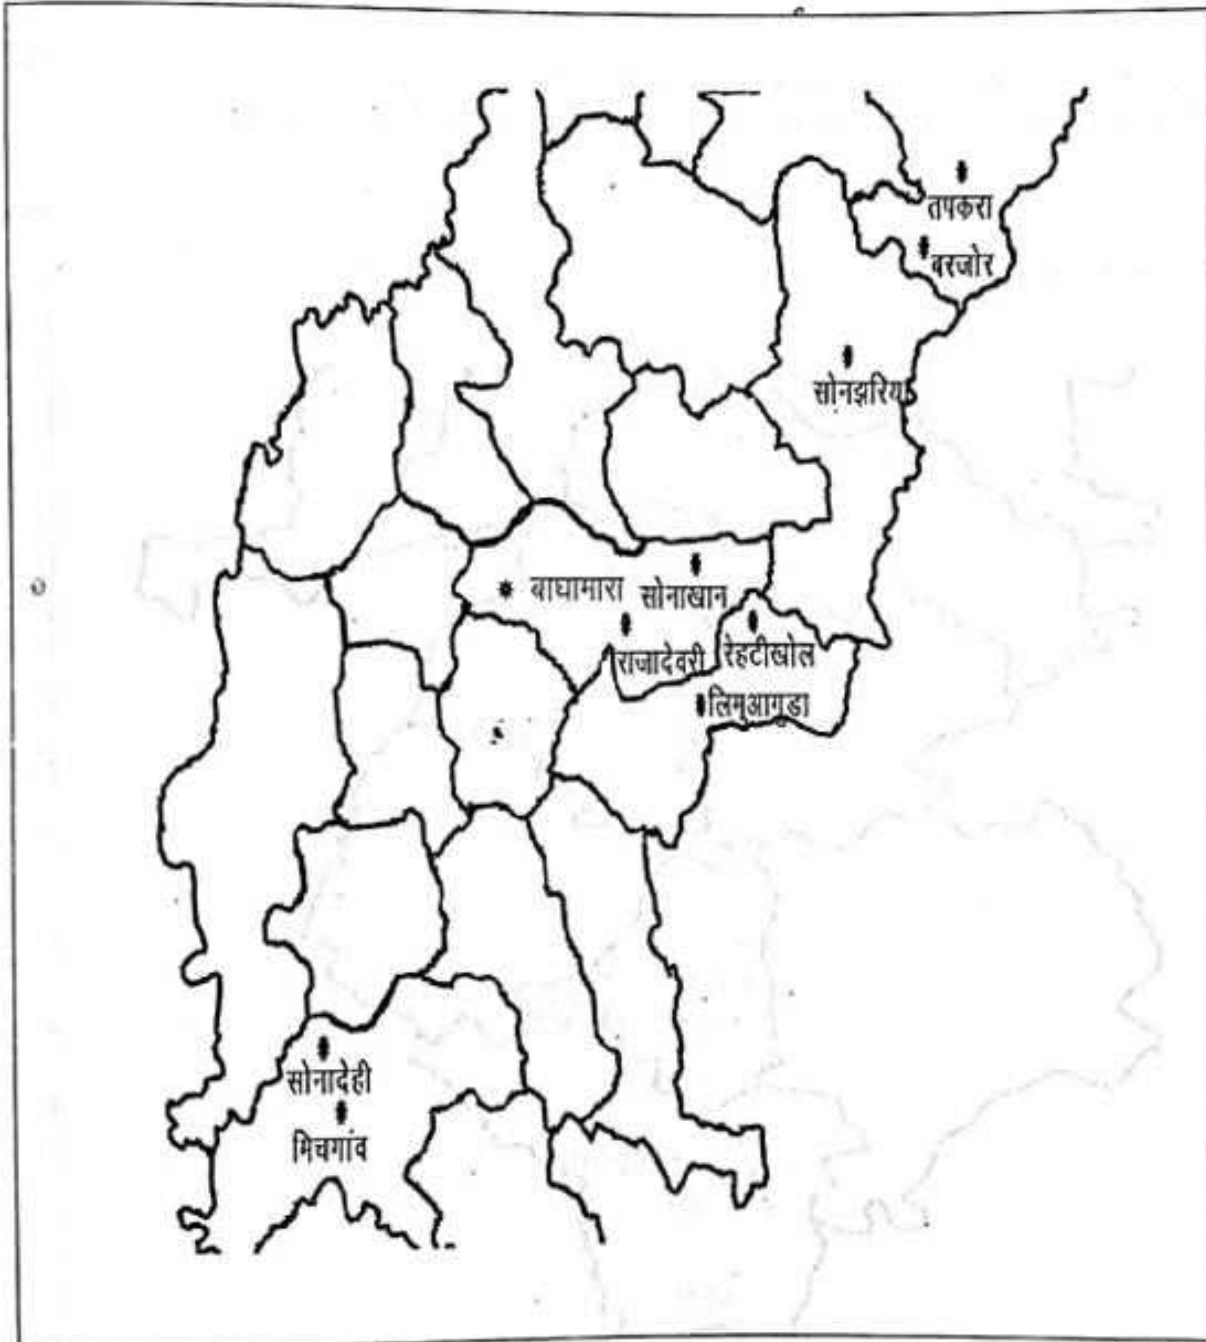 तपकरा
बरजोर
सोनझरिय
बाघामारा सोनाखान
राजादेवरी रेहटीखोल
लिमुआगुडा
सोनादेही
मिचगांव